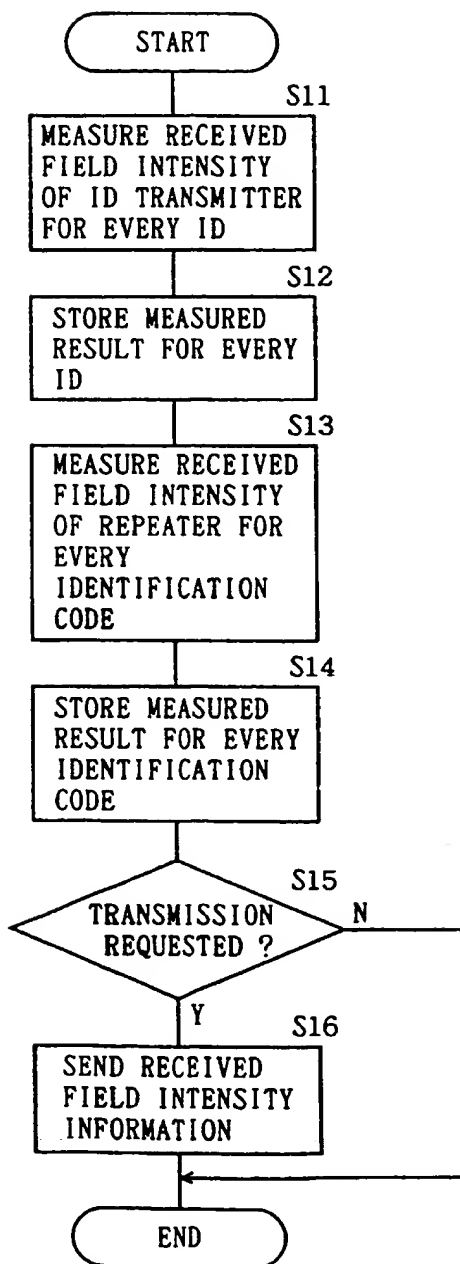 START
S11
MEASURE RECEIVED
FIELD INTENSITY
OF ID TRANSMITTER
FOR EVERY ID
S12
STORE MEASURED
RESULT FOR EVERY
ID
S13
MEASURE RECEIVED
FIELD INTENSITY
OF REPEATER FOR
EVERY
IDENTIFICATION
CODE
S14
STORE MEASURED
RESULT FOR EVERY
IDENTIFICATION
CODE
S15
TRANSMISSION
REQUESTED ?
N
Y
S16
SEND RECEIVED
FIELD INTENSITY
INFORMATION
END